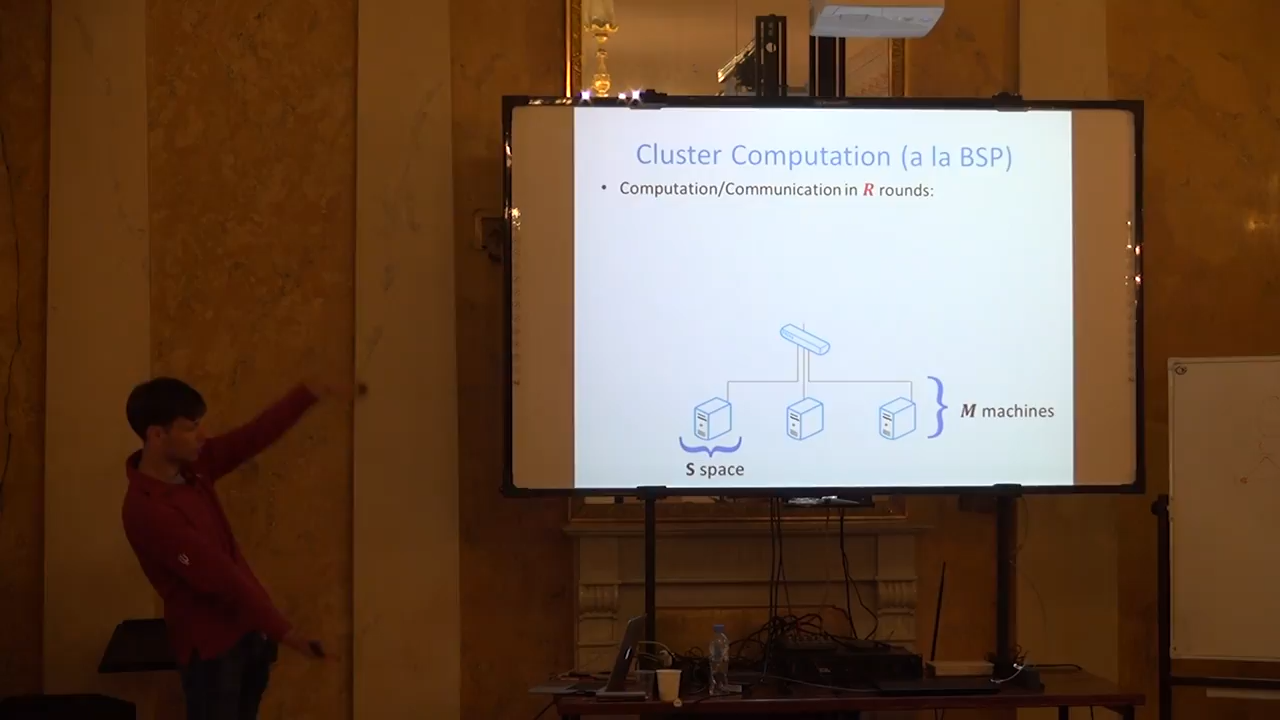 Cluster Computation (a la BSP)
• Computation/Communication in R rounds:
M machines
S space